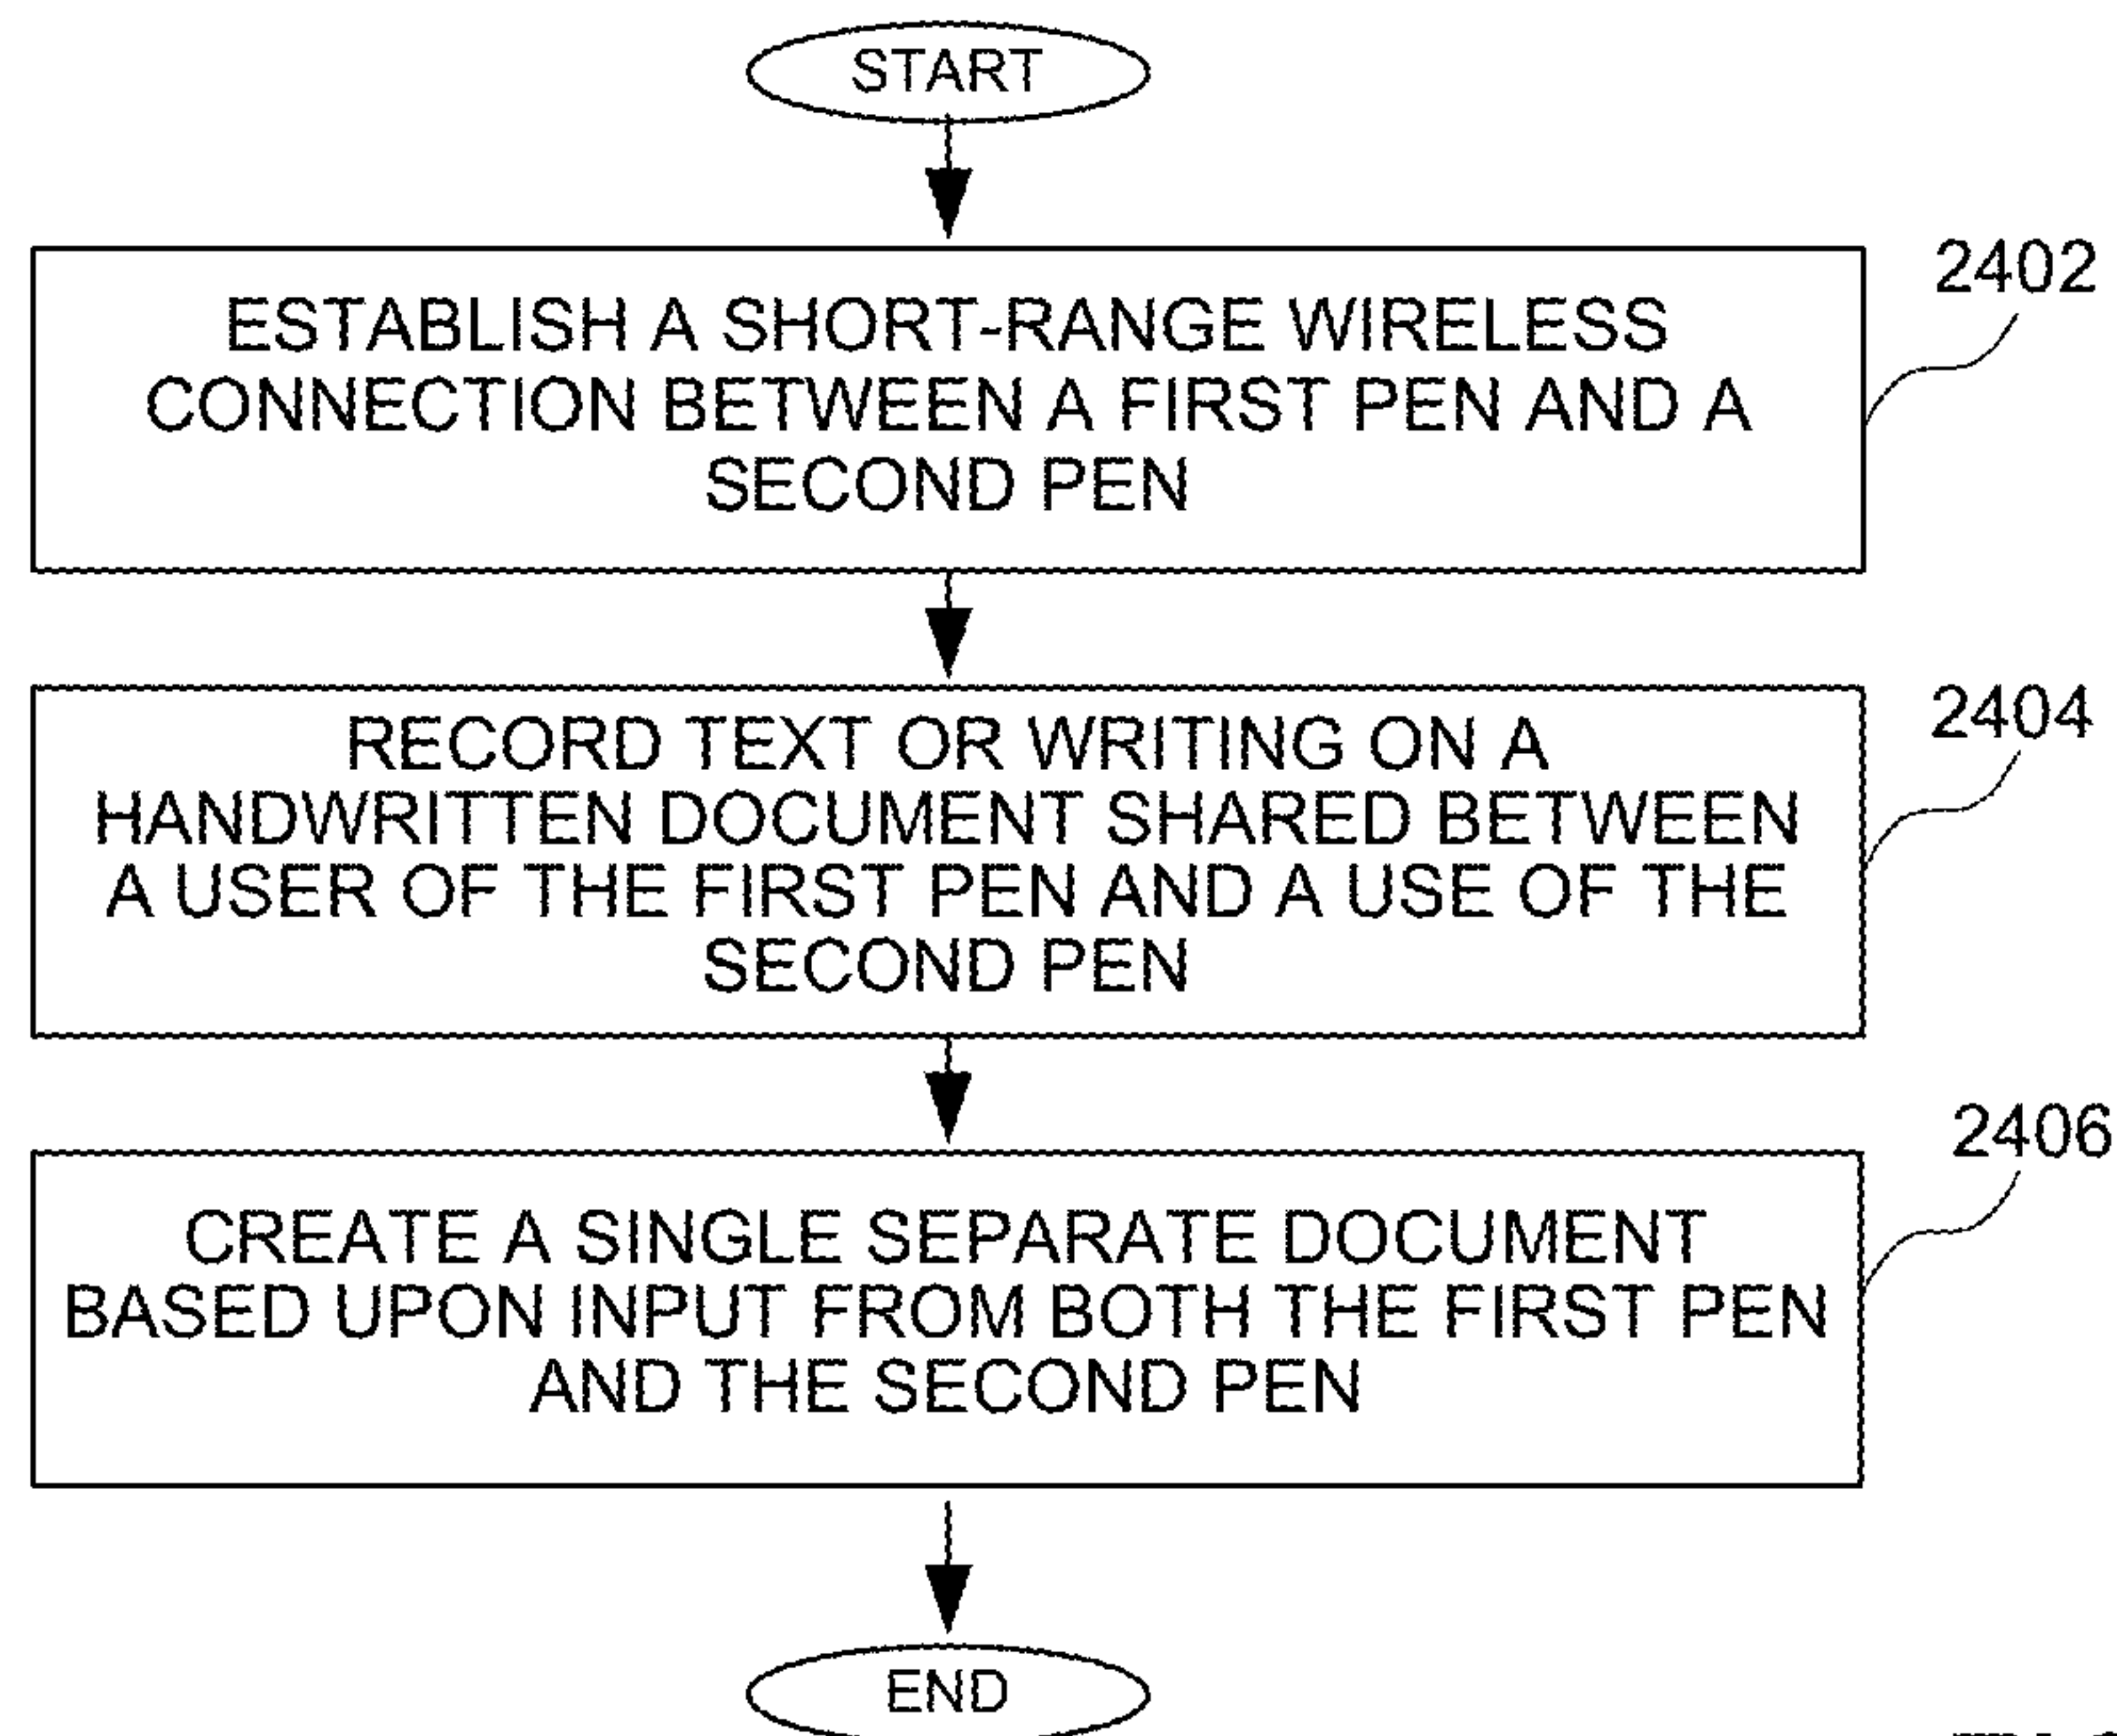 START
2402
ESTABLISH A SHORT-RANGE WIRELESS
CONNECTION BETWEEN A FIRST PEN AND A
SECOND PEN
2404
RECORD TEXT OR WRITING ON A
HANDWRITTEN DOCUMENT SHARED BETWEEN
A USER OF THE FIRST PEN AND A USE OF THE
SECOND PEN
2406
CREATE A SINGLE SEPARATE DOCUMENT
BASED UPON INPUT FROM BOTH THE FIRST PEN
AND THE SECOND PEN
END